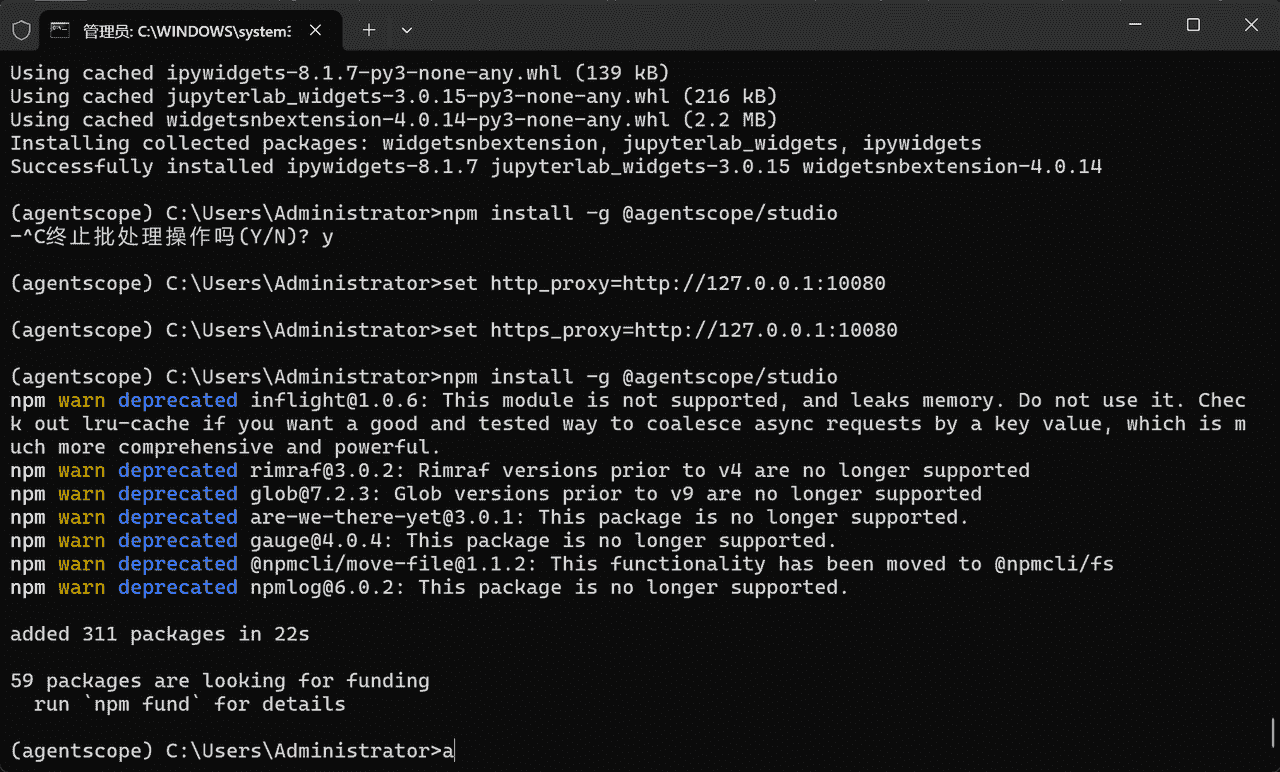 管理员: C:\WINDOWS\system3
Using cached ipywidgets-8.1.7-py3-none-any.whl (139 kB)
Using cached jupyterlab_widgets-3.0.15-py3-none-any.whl (216 kB)
Using cached widgetsnbextension-4.0.14-py3-none-any.whl (2.2 MB)
Installing collected packages: widgetsnbextension, jupyterlab_widgets, ipywidgets
Successfully installed ipywidgets-8.1.7 jupyterlab_widgets-3.0.15 widgetsnbextension-4.0.14
(agentscope) C:\Users\Administrator>npm install -g @agentscope/studio
-^C终止批处理操作吗(Y/N)? y
(agentscope) C:\Users\Administrator>set http_proxy=http://127.0.0.1:10080
(agentscope) C:\Users\Administrator>set https_proxy=http://127.0.0.1:10080
(agentscope) C:\Users\Administrator>npm install -g @agentscope/studio
npm warn deprecated inflight@1.0.6: This module is not supported, and leaks memory. Do not use it. Chec
k out lru-cache if you want a good and tested way to coalesce async requests by a key value, which is m
uch more comprehensive and powerful.
npm warn deprecated rimraf@3.0.2: Rimraf versions prior to v4 are no longer supported
npm warn deprecated glob@7.2.3: Glob versions prior to v9 are no longer supported
npm warn deprecated are-we-there-yet@3.0.1: This package is no longer supported.
npm warn deprecated gauge@4.0.4: This package is no longer supported.
npm warn deprecated @npmcli/move-file@1.1.2: This functionality has been moved to @npmcli/fs
npm warn deprecated npmlog@6.0.2: This package is no longer supported.
added 311 packages in 22s
59 packages are looking for funding
  run `npm fund` for details
(agentscope) C:\Users\Administrator>a